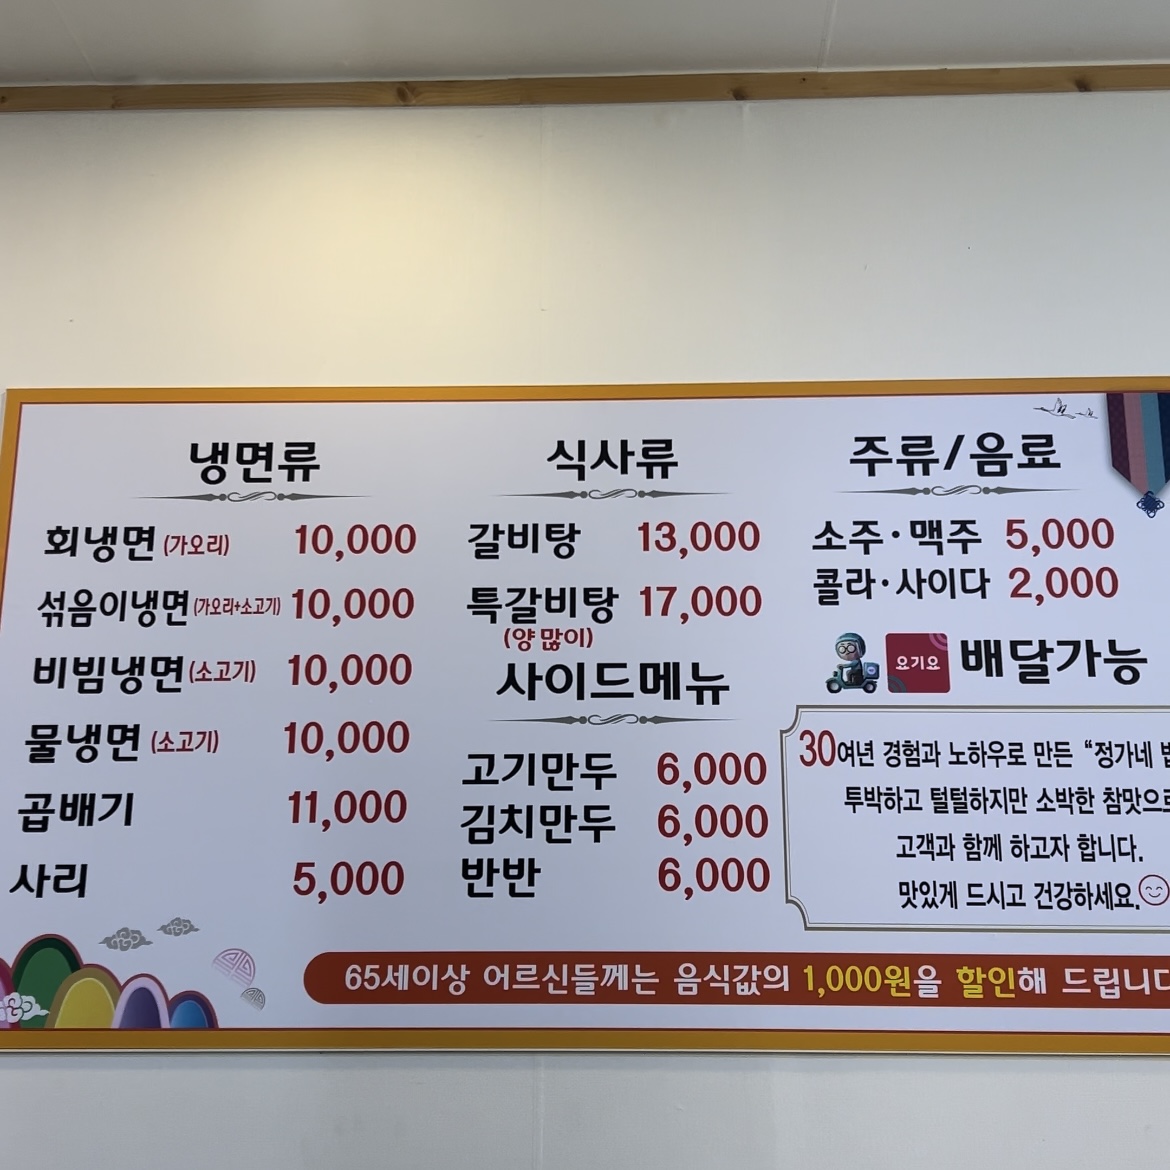 냉면류
회냉면 (가오리) 10,000
섞음이냉면 (가오리+소고기) 10,000
비빔냉면 (소고기) 10,000
물냉면 (소고기) 10,000
곱배기 11,000
사리 5,000
식사류
갈비탕 13,000
특갈비탕 17,000
(양 많이)
사이드메뉴
고기만두 6,000
김치만두 6,000
반반 6,000
주류/음료
소주·맥주 5,000
콜라·사이다 2,000
요기요 배달가능
30여년 경험과 노하우로 만든 “정가네
투박하고 털털하지만 소박한 참맛으로
고객과 함께 하고자 합니다.
맛있게 드시고 건강하세요.
65세이상 어르신들께는 음식값의 1,000원을 할인해 드립니다